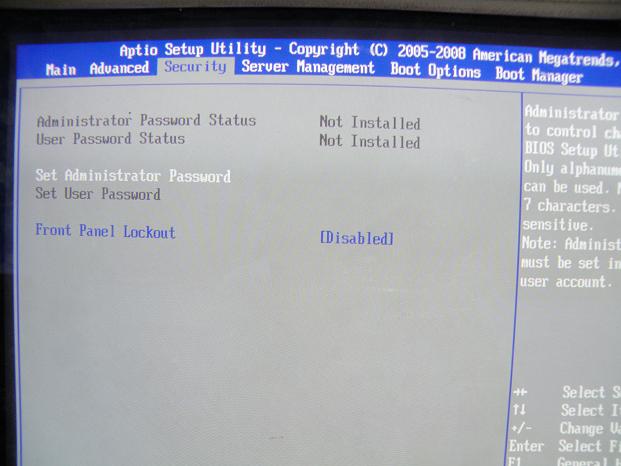 Aptio Setup Utility - Copyright (C) 2005-2008 American Megatrends,
Main Advanced Security Server Management Boot Options Boot Manager
Administrator Password Status Not Installed
User Password Status Not Installed
Set Administrator Password
Set User Password
Front Panel Lockout [Disabled]
Administrator
to control
BIOS Setup
Only
can be used.
7 characters.
sensitive.
Note:
must be set in
user account.
Select
↑↓ Select
+/- Change
Enter Select
F1 General